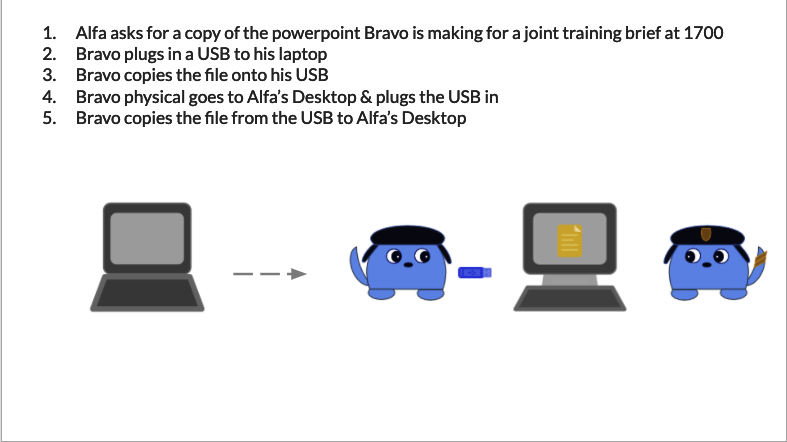 1. Alfa asks for a copy of the powerpoint Bravo is making for a joint training brief at 1700
2. Bravo plugs in a USB to his laptop
3. Bravo copies the file onto his USB
4. Bravo physical goes to Alfa's Desktop & plugs the USB in
5. Bravo copies the file from the USB to Alfa's Desktop